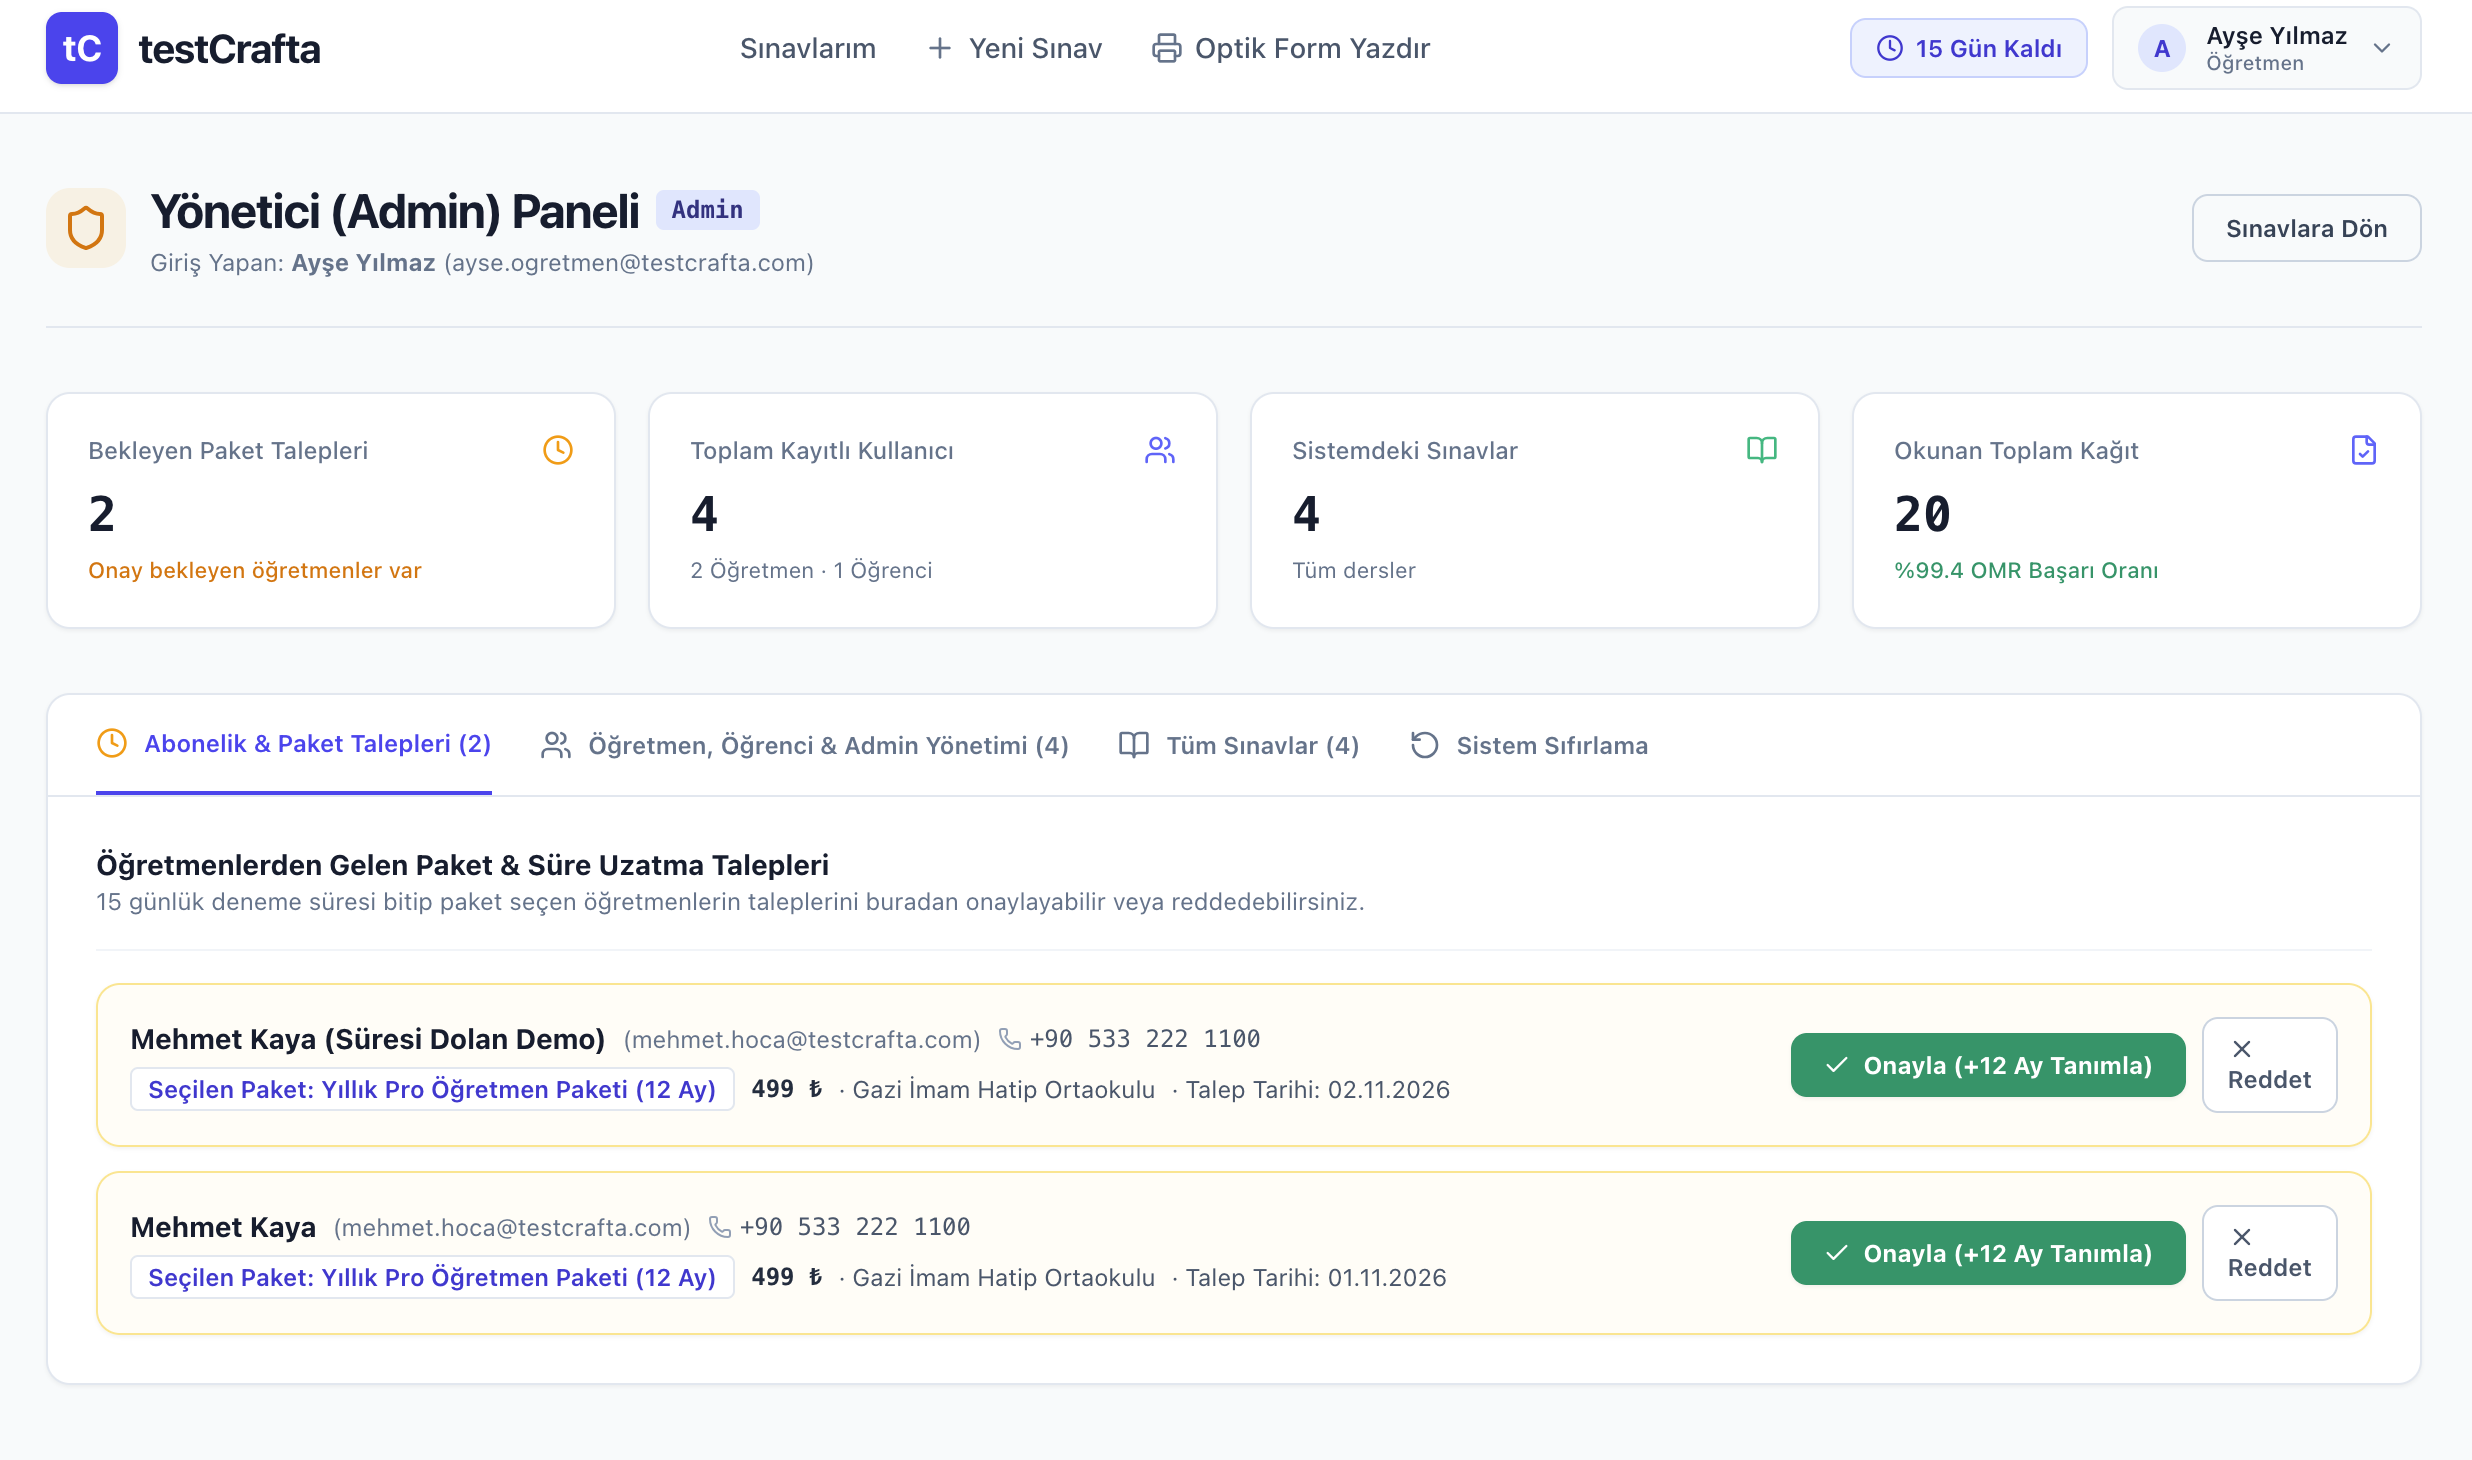 tC testCrafta
Sınavlarım
Yeni Sınav
Optik Form Yazdır
15 Gün Kaldı
A
Ayşe Yılmaz
Öğretmen
Yönetici (Admin) Paneli Admin
Giriş Yapan: Ayşe Yılmaz (ayse.ogretmen@testcrafta.com)
Sınavlara Dön
Bekleyen Paket Talepleri
2
Onay bekleyen öğretmenler var
Toplam Kayıtlı Kullanıcı
4
2 Öğretmen · 1 Öğrenci
Sistemdeki Sınavlar
4
Tüm dersler
Okunan Toplam Kağıt
20
%99.4 OMR Başarı Oranı
Abonelik & Paket Talepleri (2)
Öğretmen, Öğrenci & Admin Yönetimi (4)
Tüm Sınavlar (4)
Sistem Sıfırlama
Öğretmenlerden Gelen Paket & Süre Uzatma Talepleri
15 günlük deneme süresi bitip paket seçen öğretmenlerin taleplerini buradan onaylayabilir veya reddedebilirsiniz.
Mehmet Kaya (Süresi Dolan Demo) (mehmet.hoca@testcrafta.com) +90 533 222 1100
Seçilen Paket: Yıllık Pro Öğretmen Paketi (12 Ay) 499 ₺ · Gazi İmam Hatip Ortaokulu · Talep Tarihi: 02.11.2026
Onayla (+12 Ay Tanımla)
Reddet
Mehmet Kaya (mehmet.hoca@testcrafta.com) +90 533 222 1100
Seçilen Paket: Yıllık Pro Öğretmen Paketi (12 Ay) 499 ₺ · Gazi İmam Hatip Ortaokulu · Talep Tarihi: 01.11.2026
Onayla (+12 Ay Tanımla)
Reddet